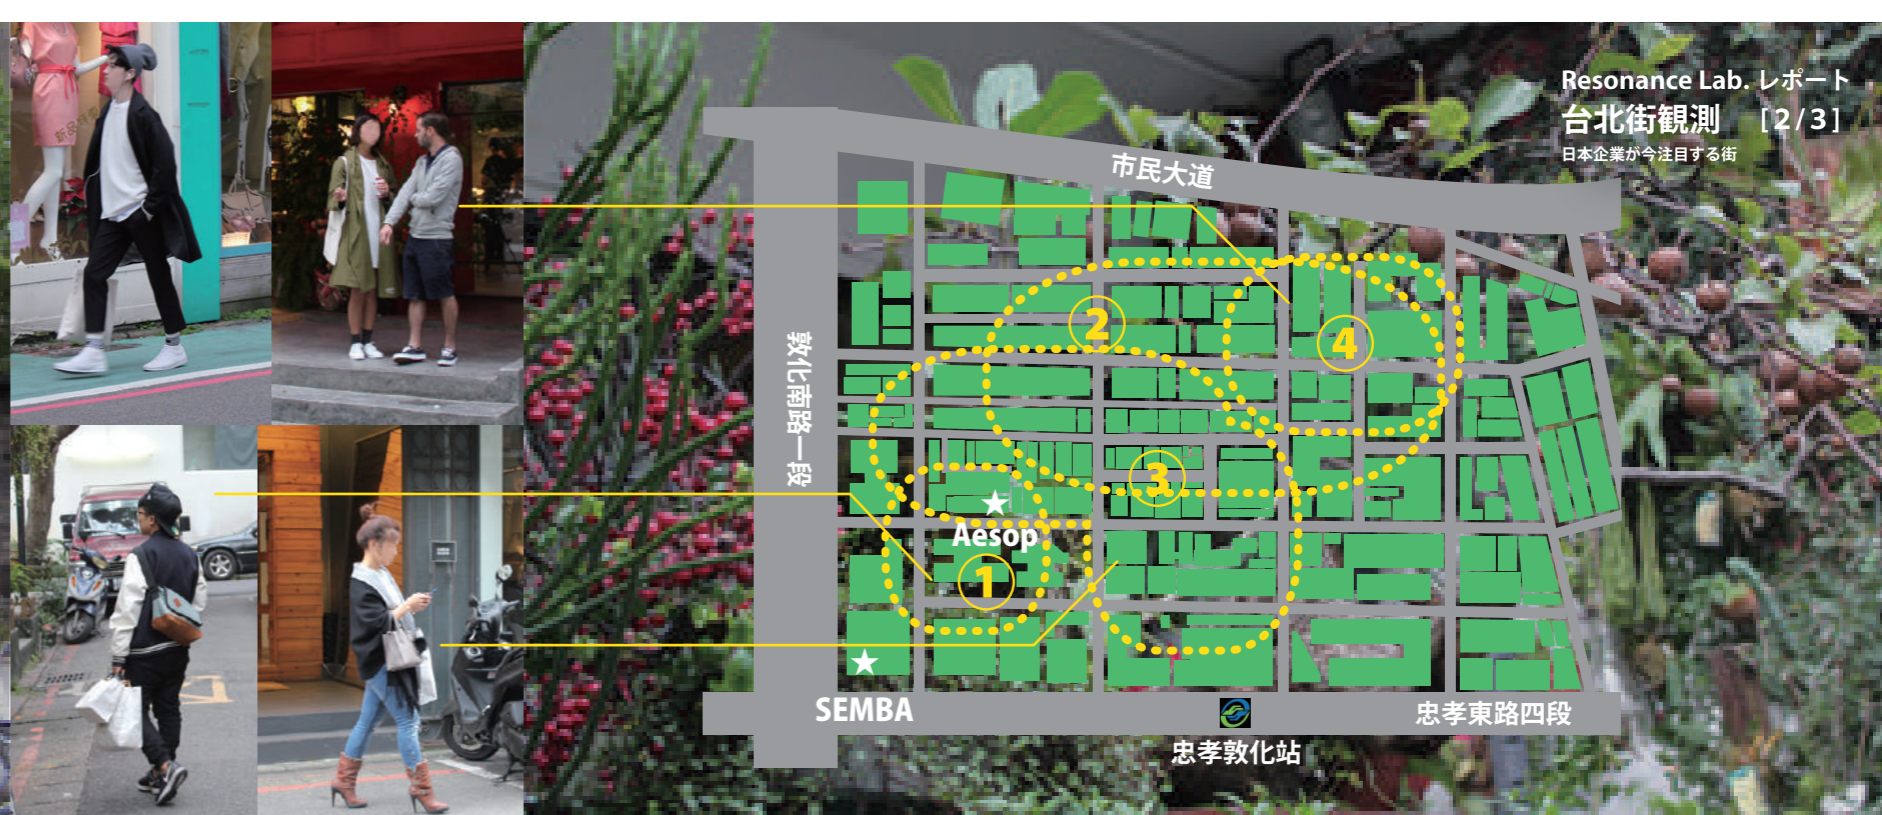 Resonance Lab. レポート
台北街観測 [2/3]
日本企業が今注目する街
市民大道
敦化南路一段
②
④
③
Aesop
①
SEMBA
忠孝東路四段
忠孝敦化站